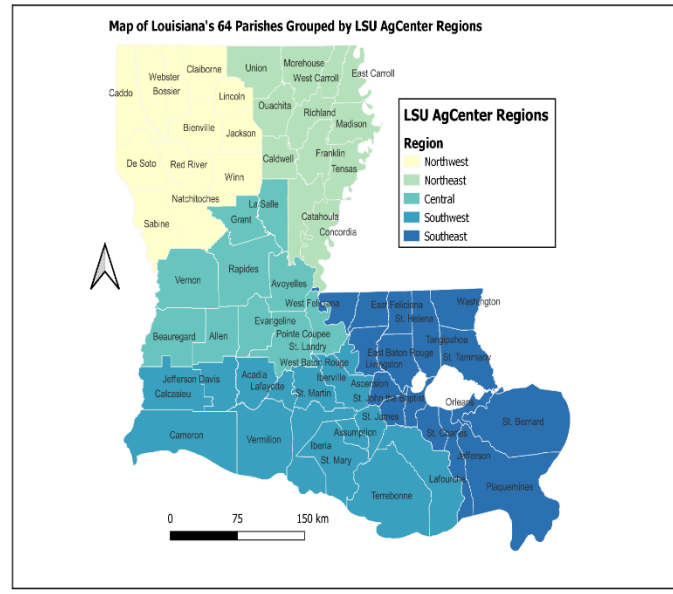 Map of Louisiana's 64 Parishes Grouped by LSU AgCenter Regions
Claiborne
Union
Morehouse
East Carroll
Webster
West Carroll
Caddo
Bossier
Lincoln
Ouachita
Richland
Madison
Bienville
Jackson
De Soto
Red River
Caldwell
Franklin
Tensas
Winn
Natchitoches
La Salle
Sabine
Grant
Catahoula
Concordia
Vernon
Rapides
Avoyelles
West Feliciana
East Feliciana
Washington
St. Helena
Beauregard
Allen
Evangeline
Pointe Coupee
St. Landry
Tangipahoa
East Baton Rouge
St. Tammany
West Baton Rouge
Livingston
Jefferson Davis
Acadia
Lafayette
Iberville
Ascension
Calcasieu
St. Martin
St. John the Baptist
Orleans
St. James
St. Bernard
Cameron
Vermilion
Assumption
St. Charles
Iberia
St. Mary
Jefferson
Lafourche
Plaquemines
Terrebonne
LSU AgCenter Regions
Region
Northwest
Northeast
Central
Southwest
Southeast
0 75 150 km